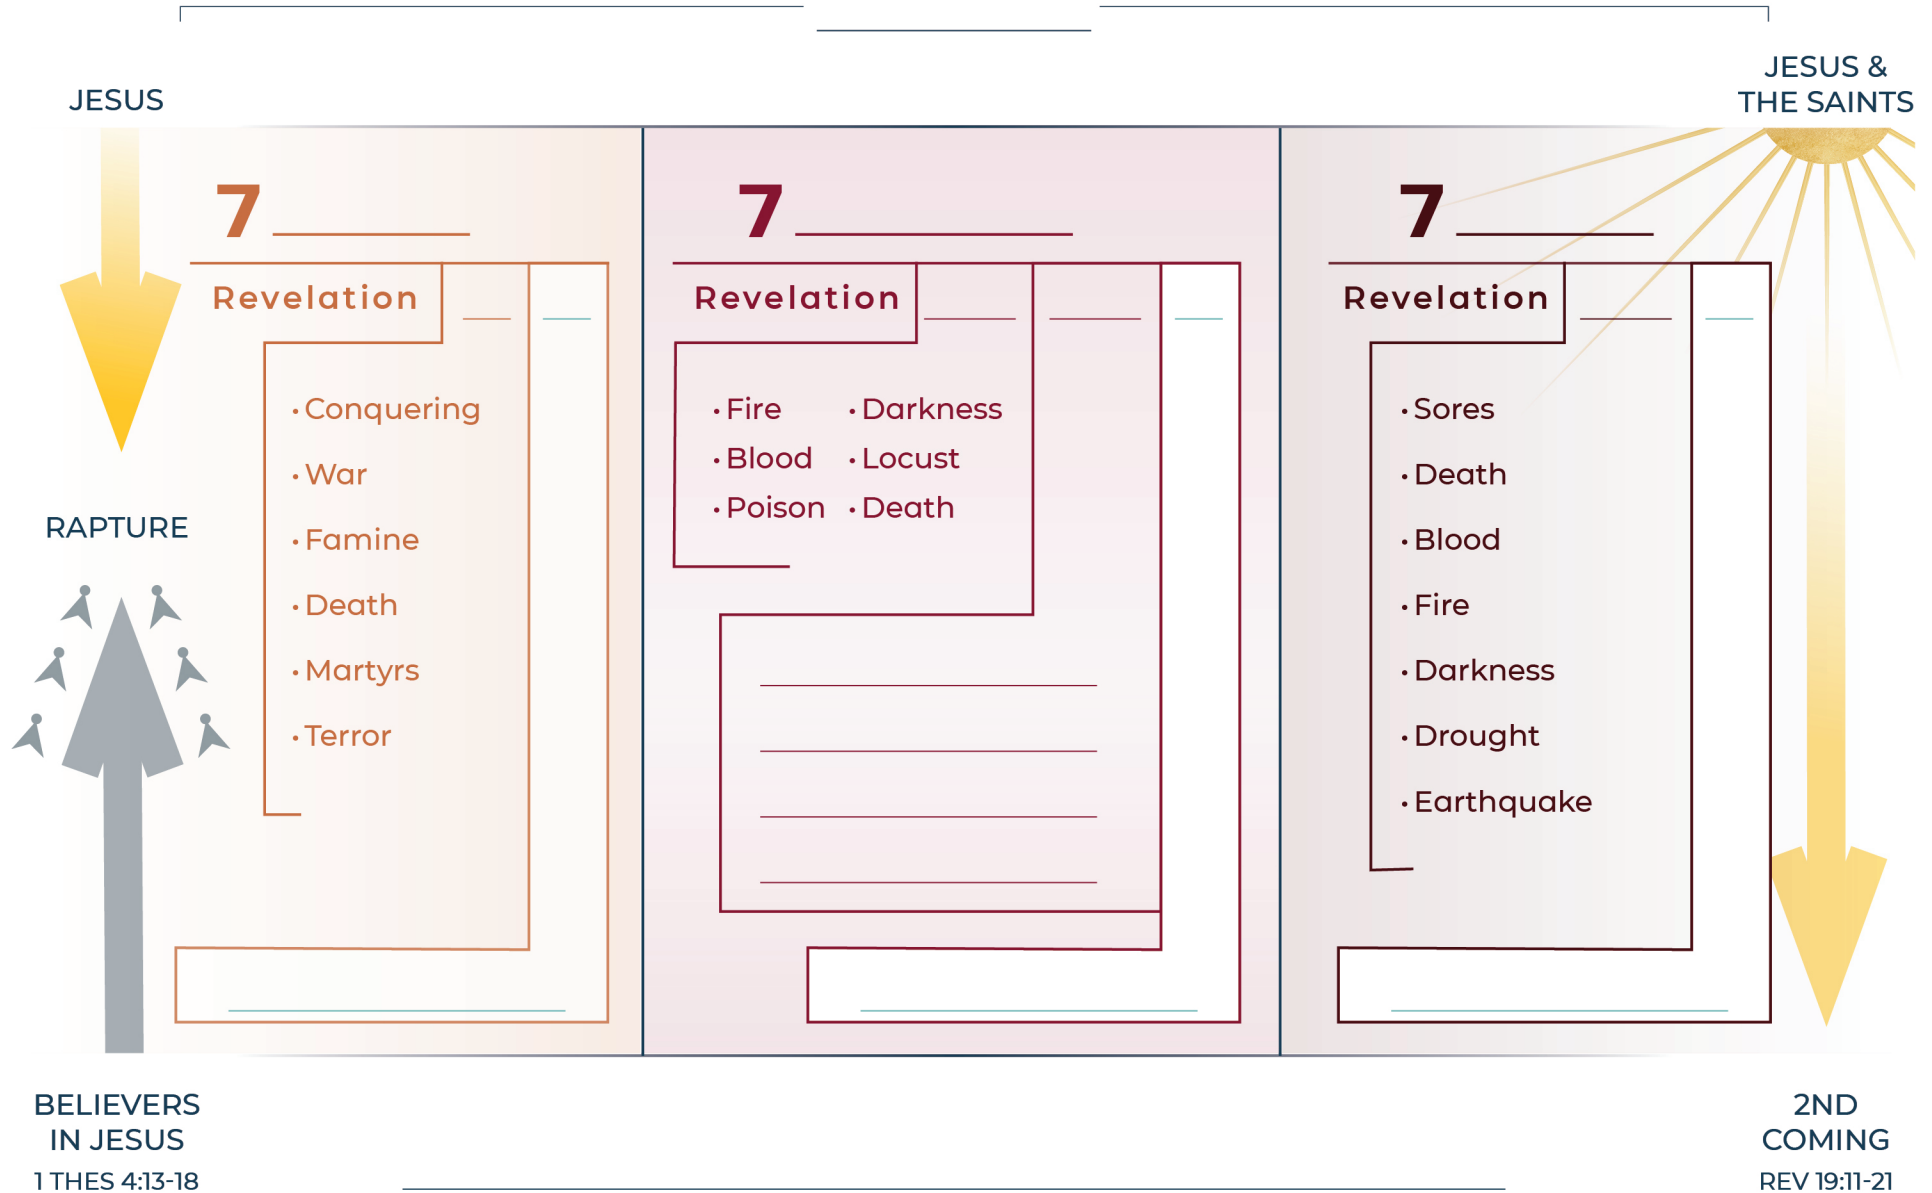 JESUS
JESUS &
THE SAINTS
7
Revelation
• Conquering
• War
• Famine
• Death
• Martyrs
• Terror
7
Revelation
• Fire
• Blood
• Poison
• Darkness
• Locust
• Death
7
Revelation
• Sores
• Death
• Blood
• Fire
• Darkness
• Drought
• Earthquake
RAPTURE
BELIEVERS
IN JESUS
1 THES 4:13-18
2ND
COMING
REV 19:11-21